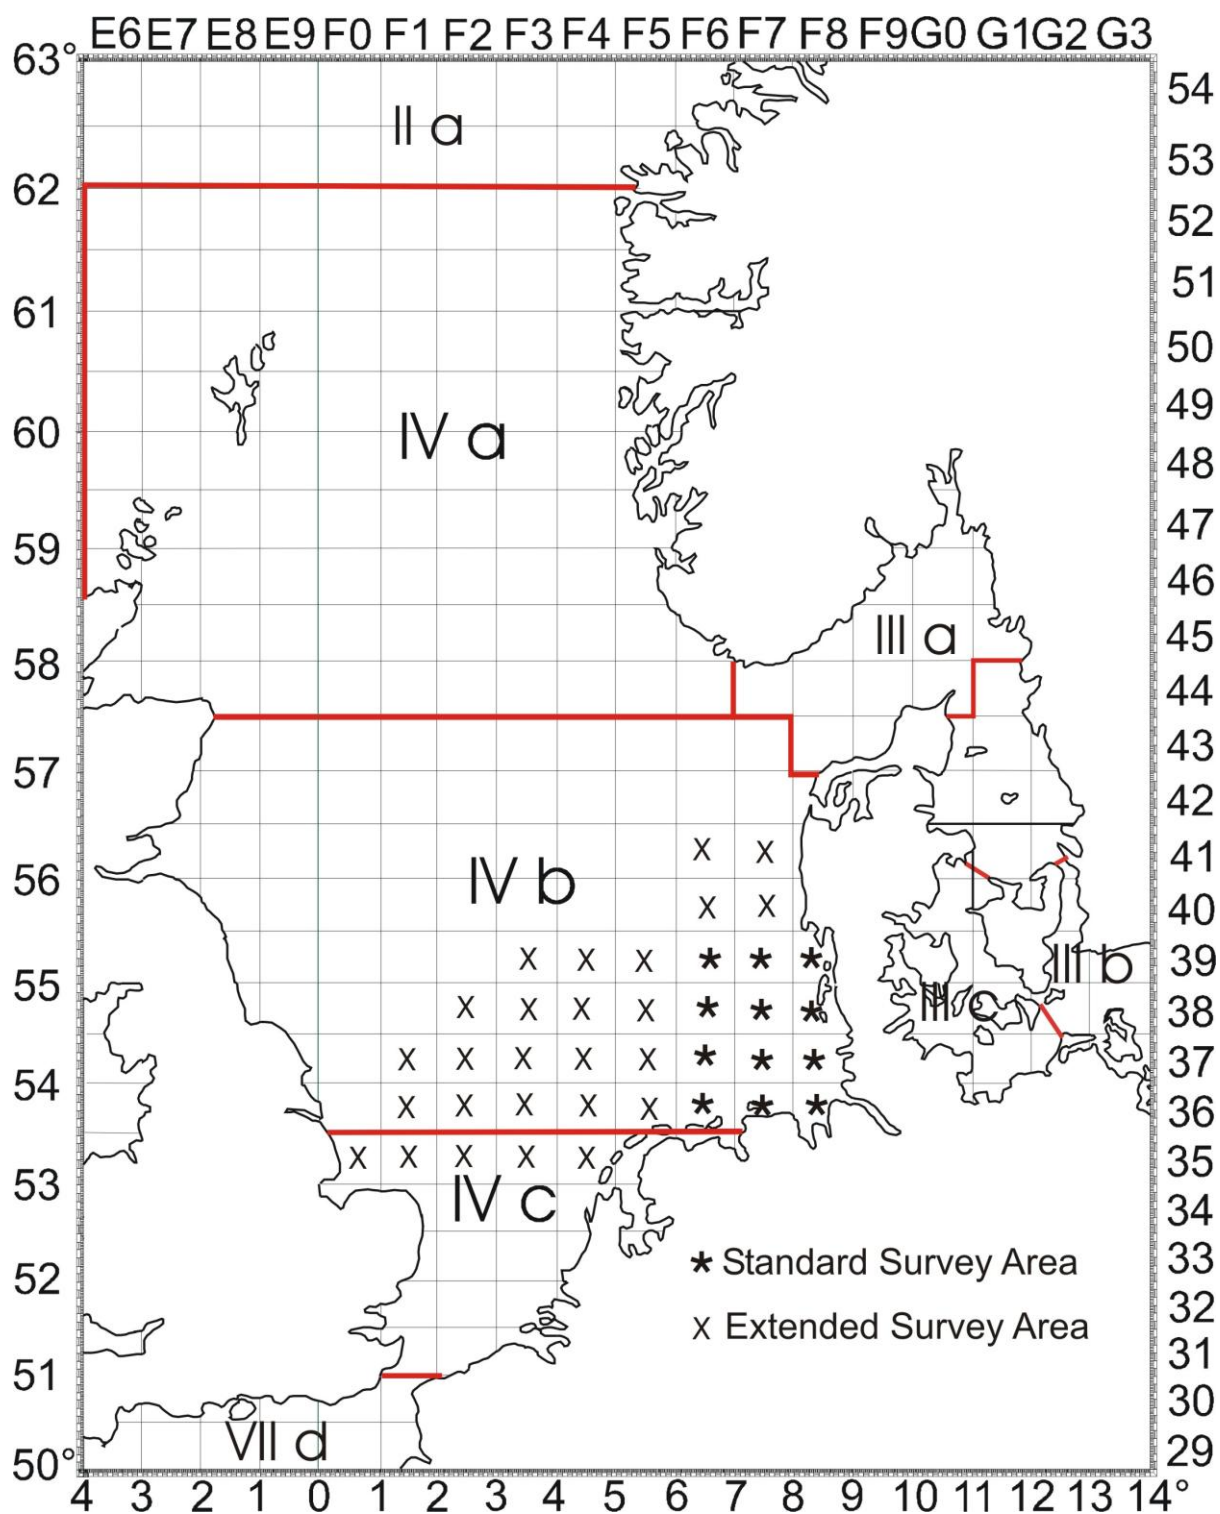 E6 E7 E8 E9 F0 F1 F2 F3 F4 F5 F6 F7 F8 F9 G0 G1 G2 G3
63°
54
II a
53
62
52
51
61
50
49
IV a
60
48
47
59
46
III a
45
58
44
43
57
42
X X
41
IV b
56
X X
40
X X X * * *
39
III b
55
X X X X * * *
38
III c
X X X X X * * *
37
54
X X X X X * * *
36
X X X X X
35
53
IV c
34
* Standard Survey Area
33
52
32
X Extended Survey Area
31
51
30
VII d
29
50°
4 3 2 1 0 1 2 3 4 5 6 7 8 9 10 11 12 13 14°